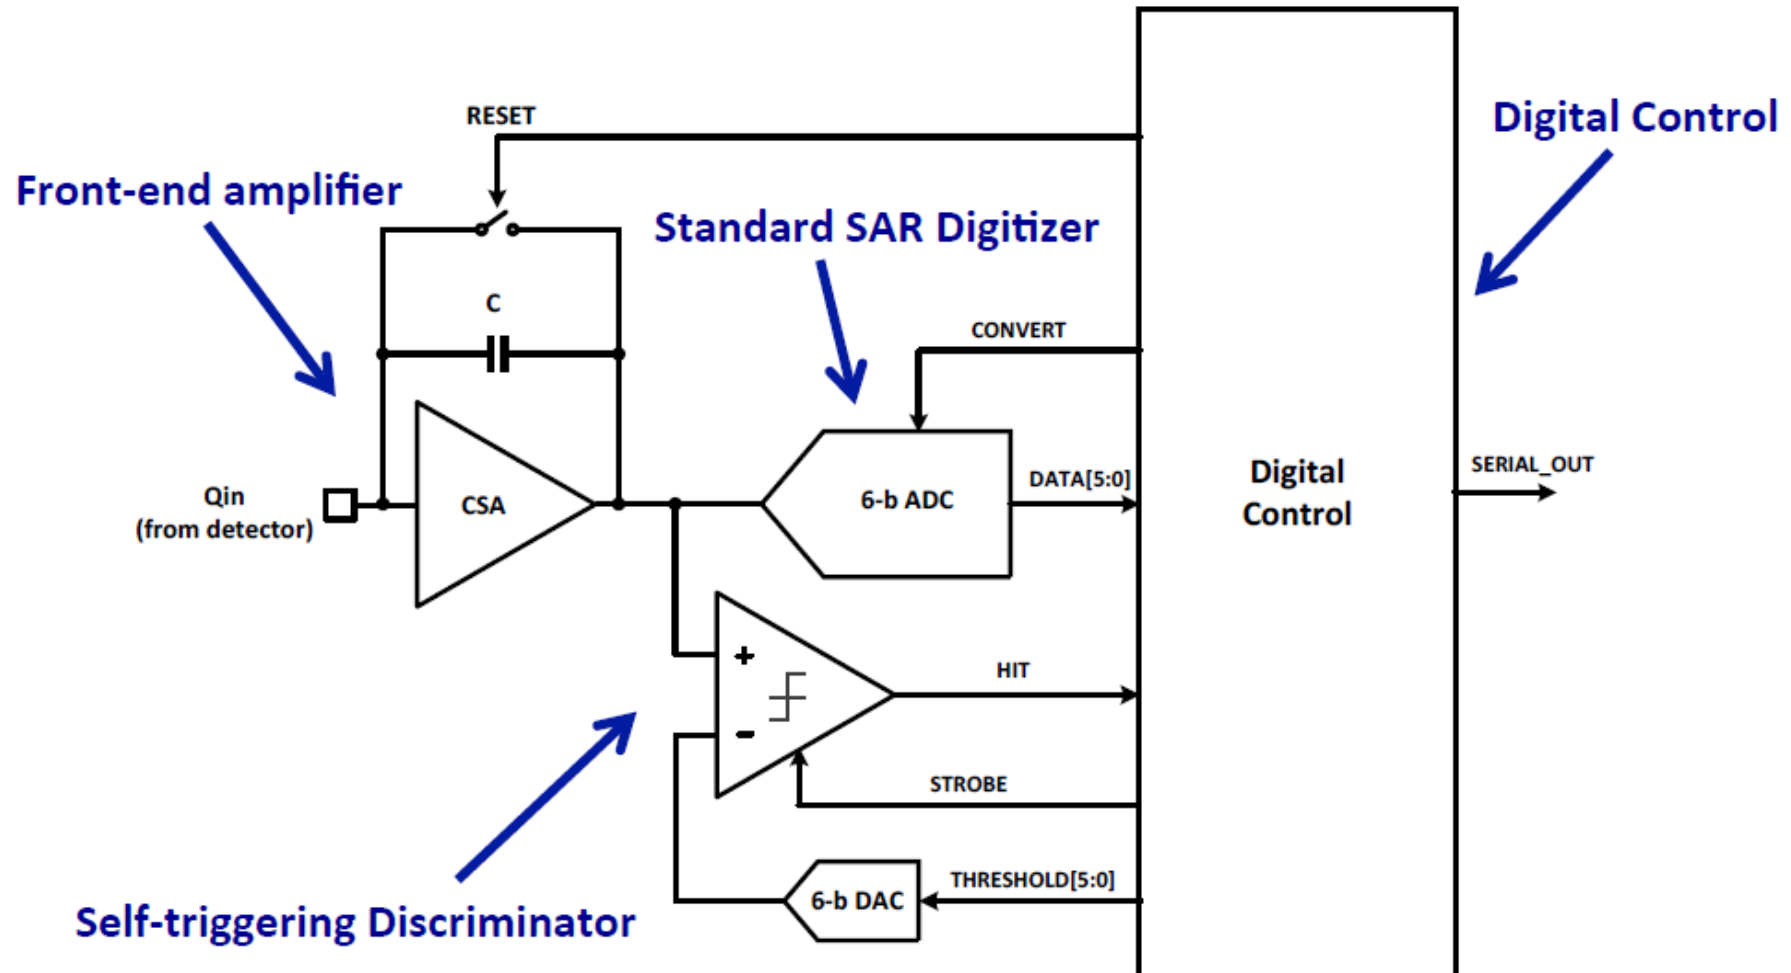 RESET
Digital Control
Front-end amplifier
Standard SAR Digitizer
C
CONVERT
Qin
(from detector)
CSA
6-b ADC
DATA[5:0]
Digital
Control
SERIAL_OUT
+
HIT
-
STROBE
6-b DAC
THRESHOLD[5:0]
Self-triggering Discriminator